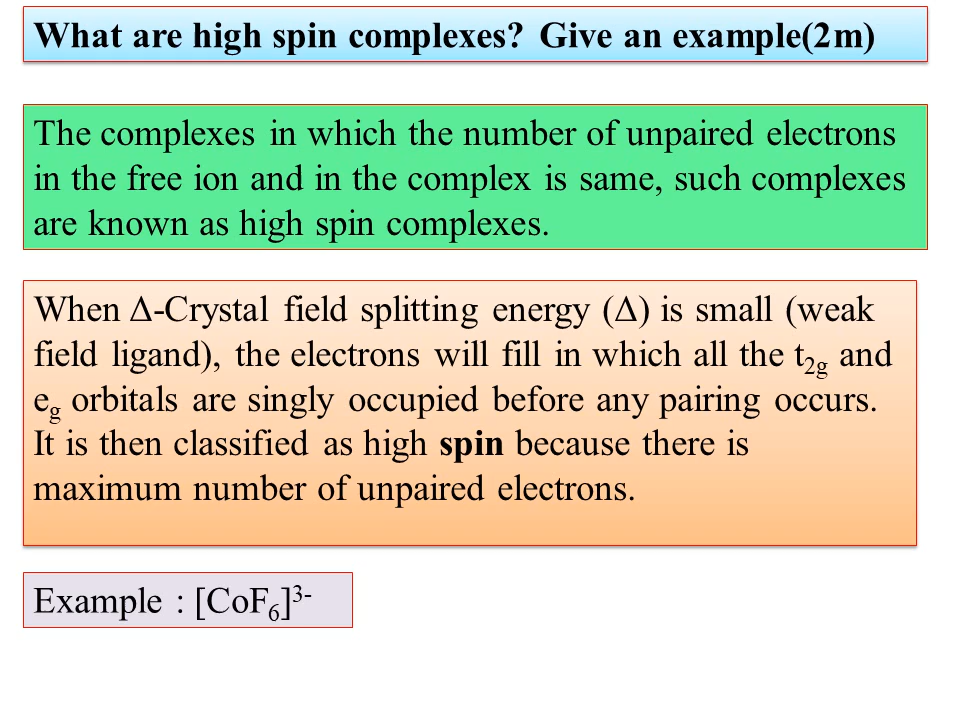 What are high spin complexes? Give an example(2m)
The complexes in which the number of unpaired electrons
in the free ion and in the complex is same, such complexes
are known as high spin complexes.
When Δ-Crystal field splitting energy (Δ) is small (weak
field ligand), the electrons will fill in which all the t₂g and
eg orbitals are singly occupied before any pairing occurs.
It is then classified as high spin because there is
maximum number of unpaired electrons.
Example : [CoF₆]³⁻